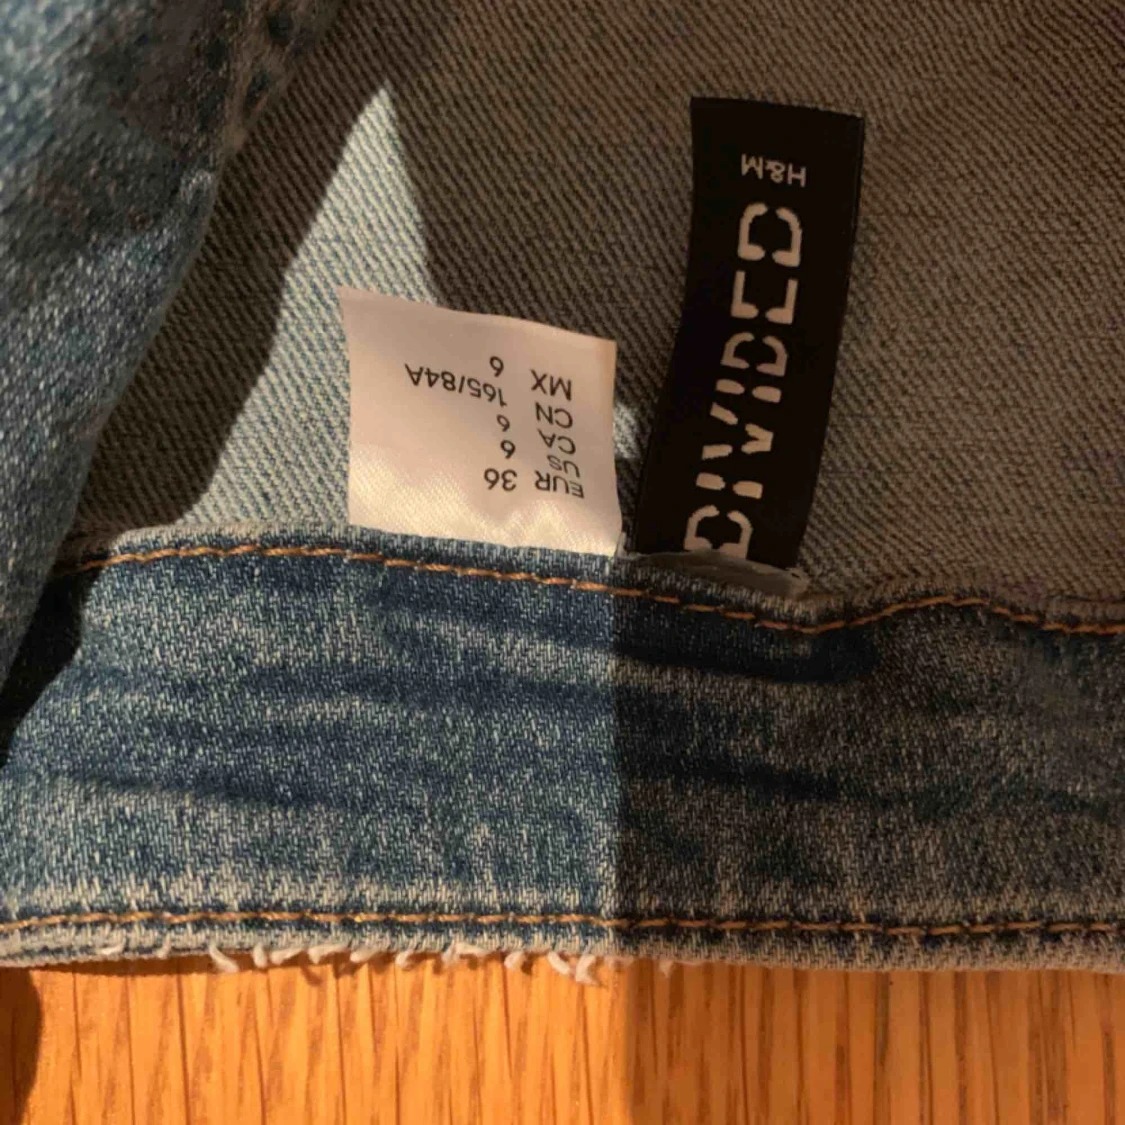 EUR 36
US 6
CA 6
CN 165/84A
MX 6
DIVIDED
H&M